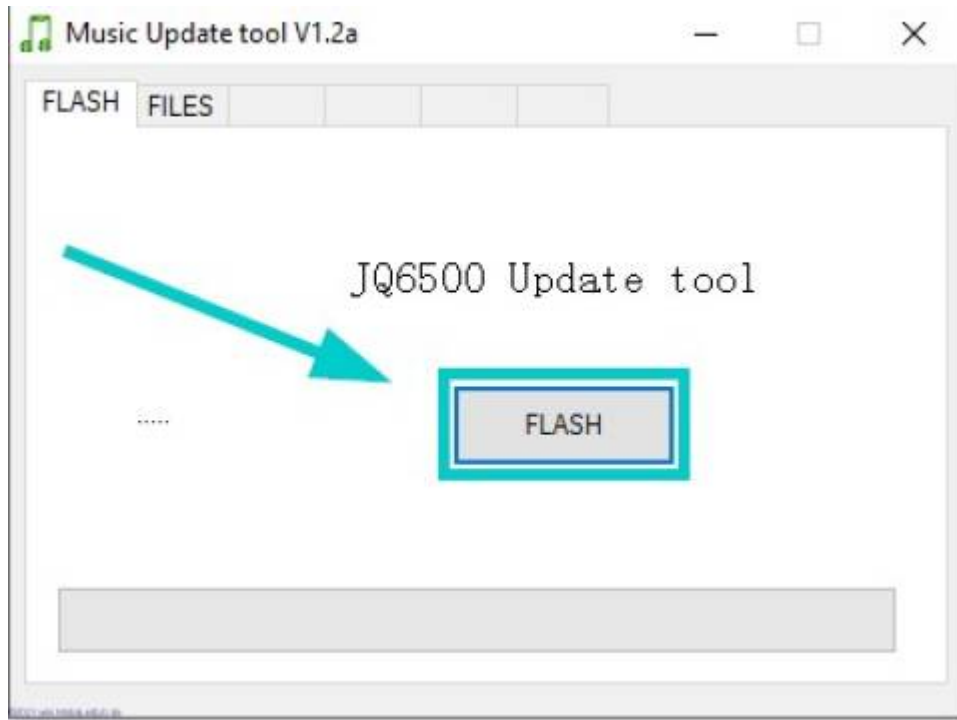 Music Update tool V1.2a
FLASH FILES
JQ6500 Update tool
.....
FLASH